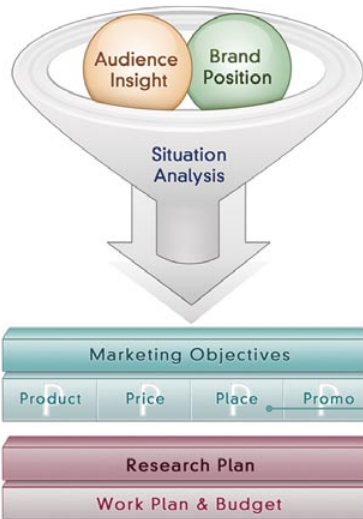 Audience
Insight
Brand
Position
Situation
Analysis
Marketing Objectives
Product Price Place Promo
Research Plan
Work Plan & Budget